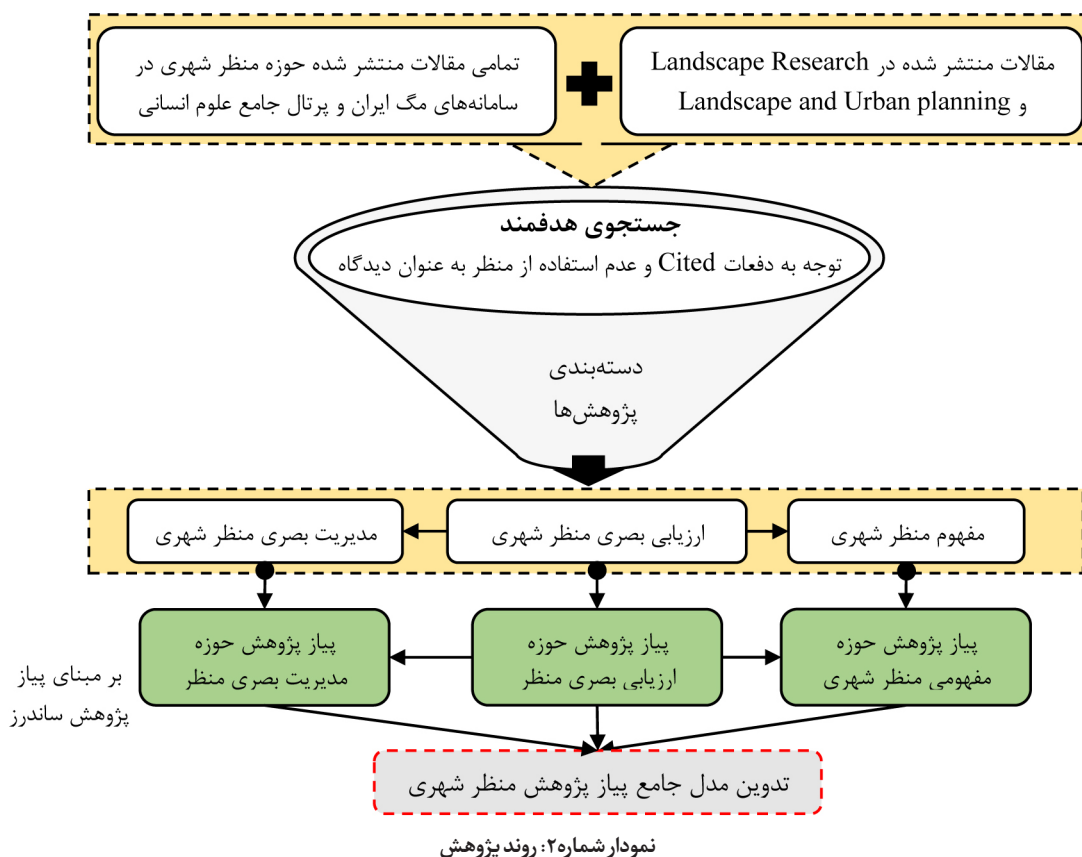 مقالات منتشر شده در Landscape Research
و Landscape and Urban planning
تمامی مقالات منتشر شده حوزه منظر شهری در
سامانه‌های مگ ایران و پرتال جامع علوم انسانی
جستجوی هدفمند
توجه به دفعات Cited و عدم استفاده از منظر به عنوان دیدگاه
دسته‌بندی
پژوهش‌ها
مفهوم منظر شهری
ارزیابی بصری منظر شهری
مدیریت بصری منظر شهری
پیاز پژوهش حوزه
مفهومی منظر شهری
پیاز پژوهش حوزه
ارزیابی بصری منظر
پیاز پژوهش حوزه
مدیریت بصری منظر
بر مبنای پیاز
پژوهش ساندرز
تدوین مدل جامع پیاز پژوهش منظر شهری
نمودار شماره۲: روند پژوهش